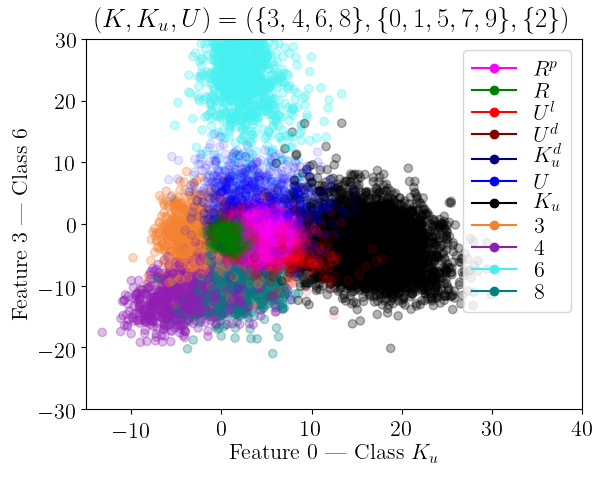 (K, K_u, U) = ({3, 4, 6, 8}, {0, 1, 5, 7, 9}, {2})
30
20
10
0
−10
−20
−30
Feature 3 — Class 6
R^p
R
U^l
U^d
K_u^d
U
K_u
3
4
6
8
−10
0
10
20
30
40
Feature 0 — Class K_u